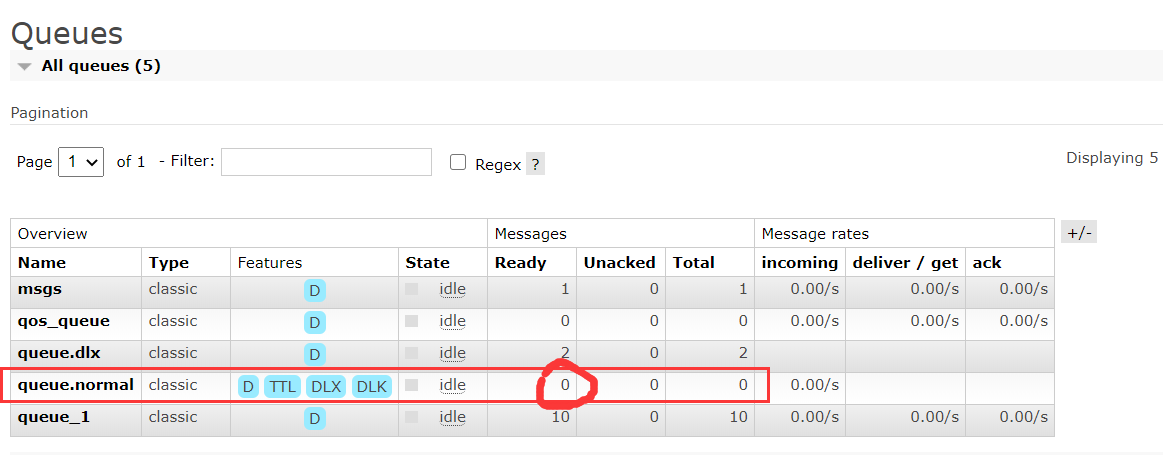 Queues
All queues (5)
Pagination
Page 1 of 1 - Filter: Regex ? Displaying 5
Overview Messages Message rates +/-
Name Type Features State Ready Unacked Total incoming deliver / get ack
msgs classic D idle 1 0 1 0.00/s 0.00/s 0.00/s
qos_queue classic D idle 0 0 0 0.00/s 0.00/s 0.00/s
queue.dlx classic D idle 2 0 2
queue.normal classic D TTL DLX DLK idle 0 0 0 0.00/s
queue_1 classic D idle 10 0 10 0.00/s 0.00/s 0.00/s